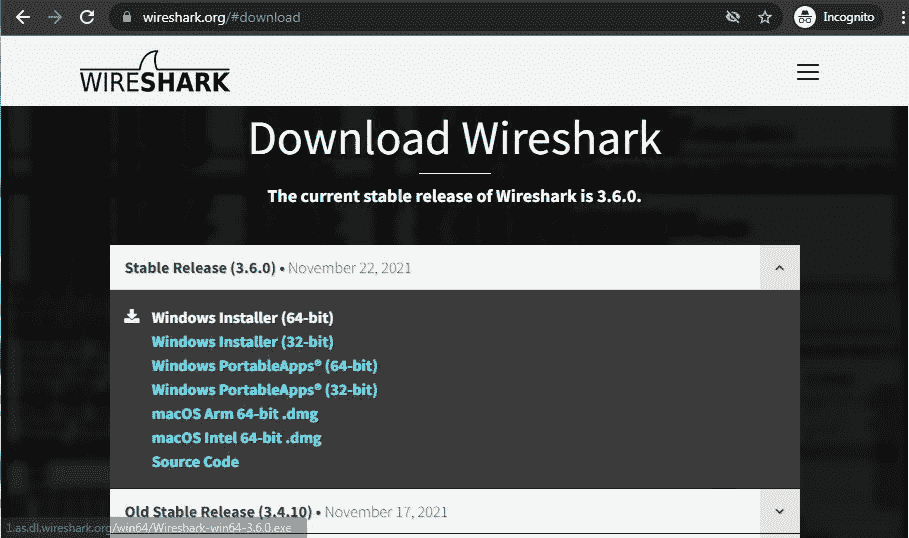 wireshark.org/#download
Incognito
WIRESHARK
Download Wireshark
The current stable release of Wireshark is 3.6.0.
Stable Release (3.6.0) • November 22, 2021
Windows Installer (64-bit)
Windows Installer (32-bit)
Windows PortableApps® (64-bit)
Windows PortableApps® (32-bit)
macOS Arm 64-bit .dmg
macOS Intel 64-bit .dmg
Source Code
Old Stable Release (3.4.10) • November 17, 2021
1.as.dl.wireshark.org/win64/Wireshark-win64-3.6.0.exe